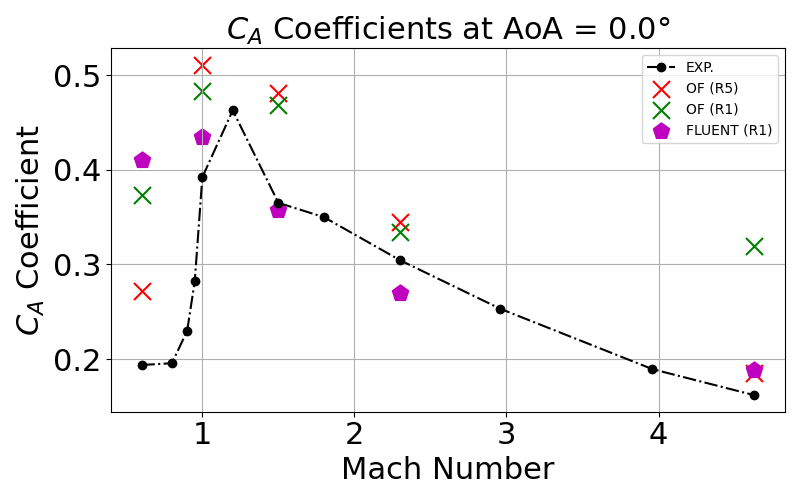 C_A Coefficients at AoA = 0.0°
C_A Coefficient
0.5
0.4
0.3
0.2
EXP.
OF (R5)
OF (R1)
FLUENT (R1)
1 2 3 4
Mach Number